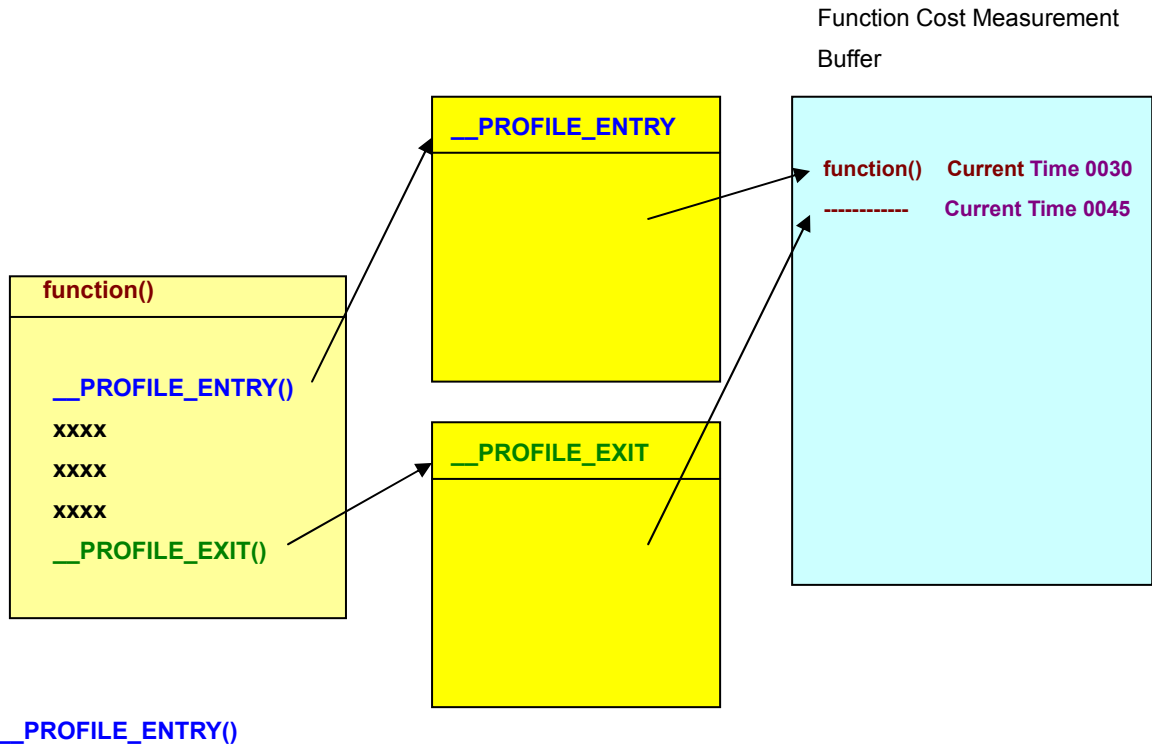 Function Cost Measurement
Buffer
__PROFILE_ENTRY
function() Current Time 0030
------------ Current Time 0045
function()
__PROFILE_ENTRY()
xxxx
xxxx
xxxx
__PROFILE_EXIT()
__PROFILE_EXIT
__PROFILE_ENTRY()